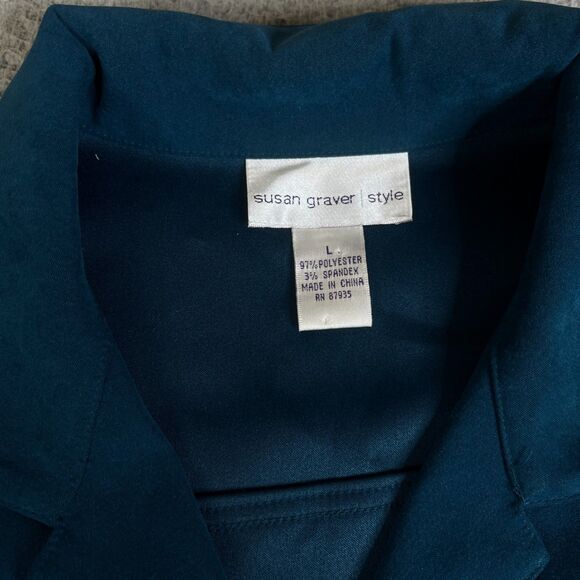 susan graver | style
L
97% POLYESTER
3% SPANDEX
MADE IN CHINA
RN 87935